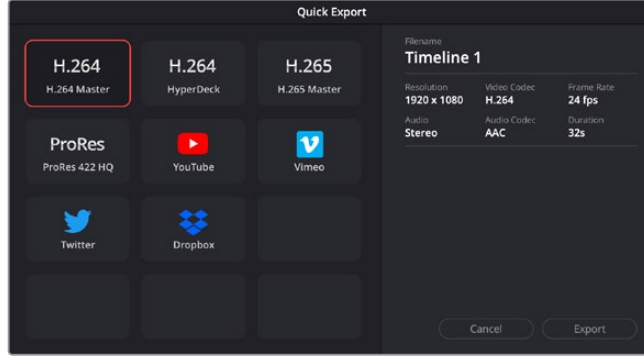 Quick Export
H.264
H.264 Master
H.264
HyperDeck
H.265
H.265 Master
ProRes
ProRes 422 HQ
YouTube
Vimeo
Twitter
Dropbox
Filename
Timeline 1
Resolution Video Codec Frame Rate
1920 x 1080 H.264 24 fps
Audio Audio Codec Duration
Stereo AAC 32s
Cancel Export